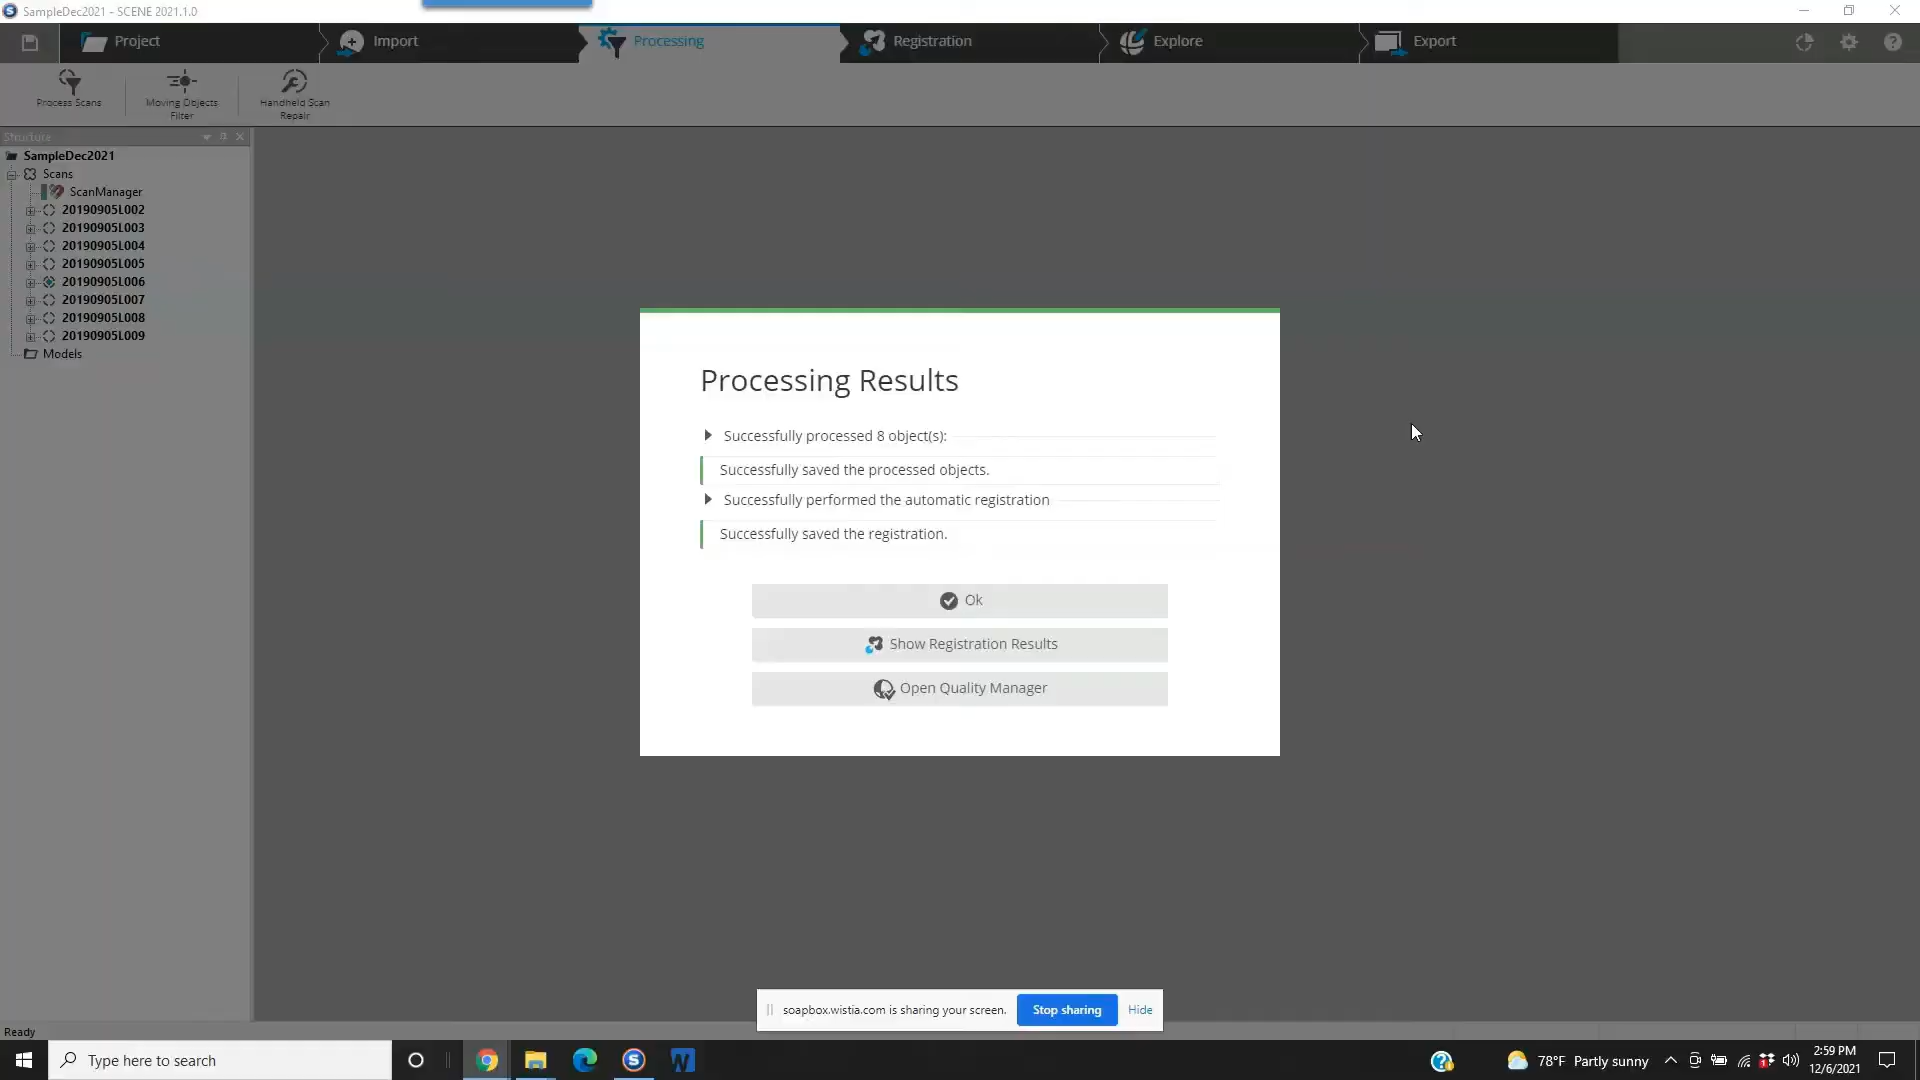 SampleDec2021 - SCENE 2021.1.0
Project
Import
Processing
Registration
Explore
Export
Process Scans
Moving Objects
Filter
Handheld Scan
Repair
Structure
SampleDec2021
Scans
ScanManager
20190905L002
20190905L003
20190905L004
20190905L005
20190905L006
20190905L007
20190905L008
20190905L009
Models
Processing Results
Successfully processed 8 object(s):
Successfully saved the processed objects.
Successfully performed the automatic registration
Successfully saved the registration.
Ok
Show Registration Results
Open Quality Manager
soapbox.wistia.com is sharing your screen.
Stop sharing
Hide
Ready
Type here to search
78°F Partly sunny
2:59 PM
12/6/2021